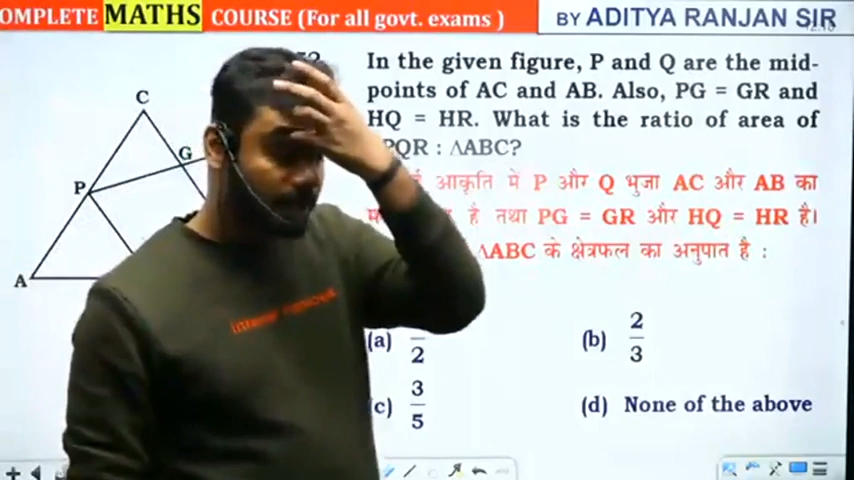 OMPLETE MATHS COURSE (For all govt. exams )
BY ADITYA RANJAN SIR
In the given figure, P and Q are the mid-
points of AC and AB. Also, PG = GR and
HQ = HR. What is the ratio of area of
PQR : △ABC?
आकृति में P और Q भुजा AC और AB का
है तथा PG = GR और HQ = HR है।
△ABC के क्षेत्रफल का अनुपात है :
C
G
P
A
(a) 2
(b) 2/3
(c) 3/5
(d) None of the above